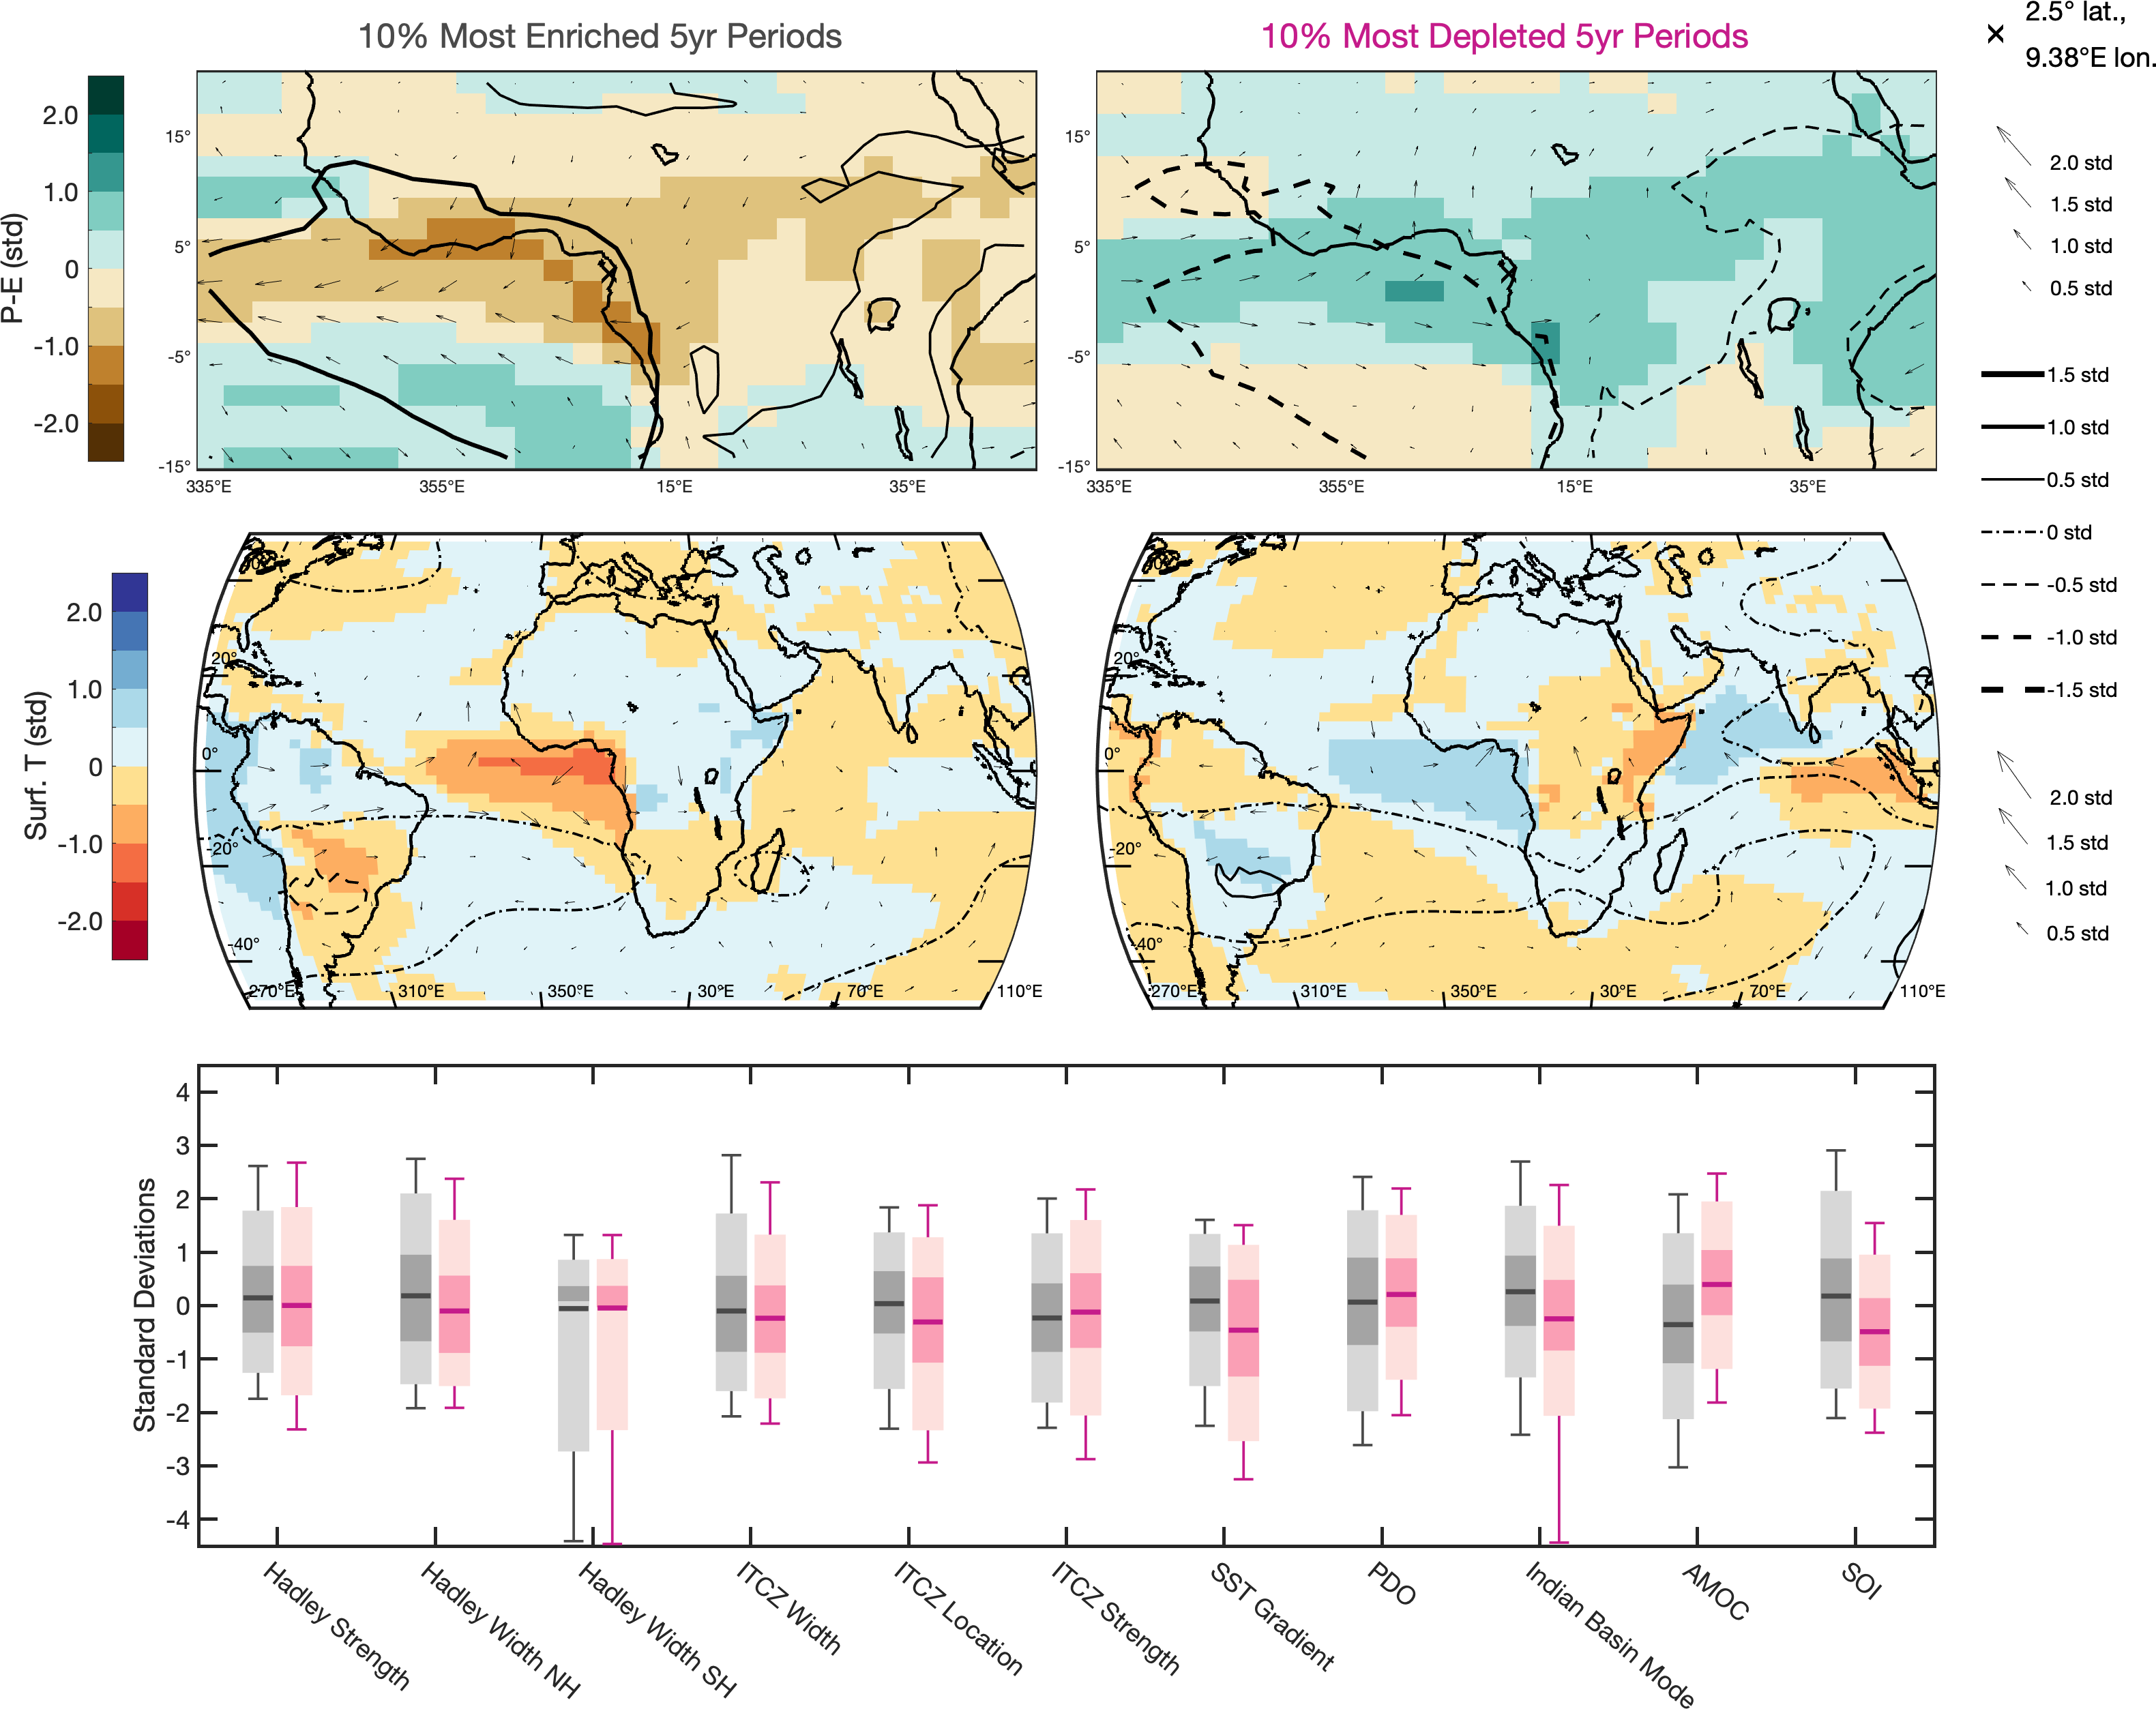 10% Most Enriched 5yr Periods
10% Most Depleted 5yr Periods
2.5° lat.,
9.38°E lon.
P-E (std)
2.0
1.0
0
-1.0
-2.0
15°
5°
-5°
-15°
335°E
355°E
15°E
35°E
15°
5°
-5°
-15°
335°E
355°E
15°E
35°E
2.0 std
1.5 std
1.0 std
0.5 std
1.5 std
1.0 std
0.5 std
0 std
-0.5 std
-1.0 std
-1.5 std
Surf. T (std)
2.0
1.0
0
-1.0
-2.0
20°
0°
-20°
-40°
270°E
310°E
350°E
30°E
70°E
110°E
20°
0°
-20°
-40°
270°E
310°E
350°E
30°E
70°E
110°E
2.0 std
1.5 std
1.0 std
0.5 std
Standard Deviations
4
3
2
1
0
-1
-2
-3
-4
Hadley Strength
Hadley Width NH
Hadley Width SH
ITCZ Width
ITCZ Location
ITCZ Strength
SST Gradient
PDO
Indian Basin Mode
AMOC
SOI